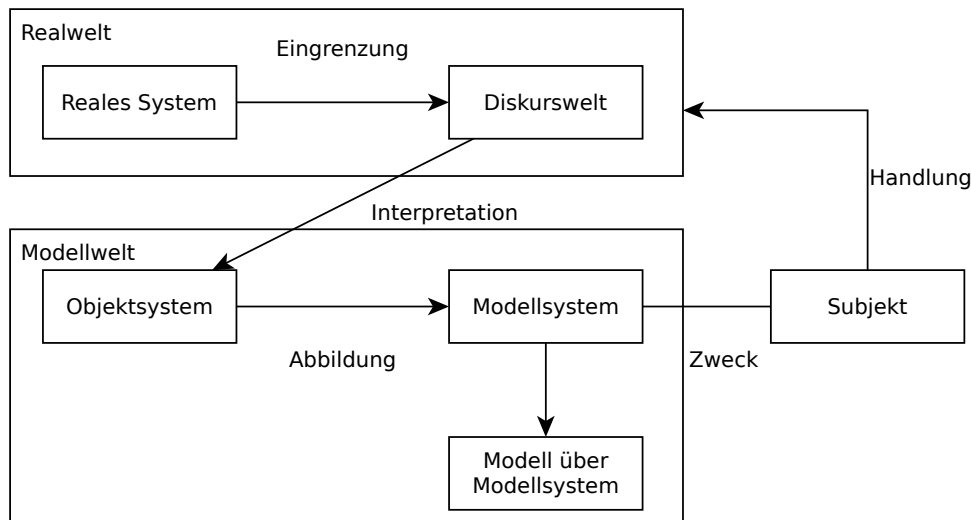 Realwelt
Eingrenzung
Reales System
Diskurswelt
Handlung
Interpretation
Modellwelt
Objektsystem
Modellsystem
Subjekt
Abbildung
Zweck
Modell über
Modellsystem